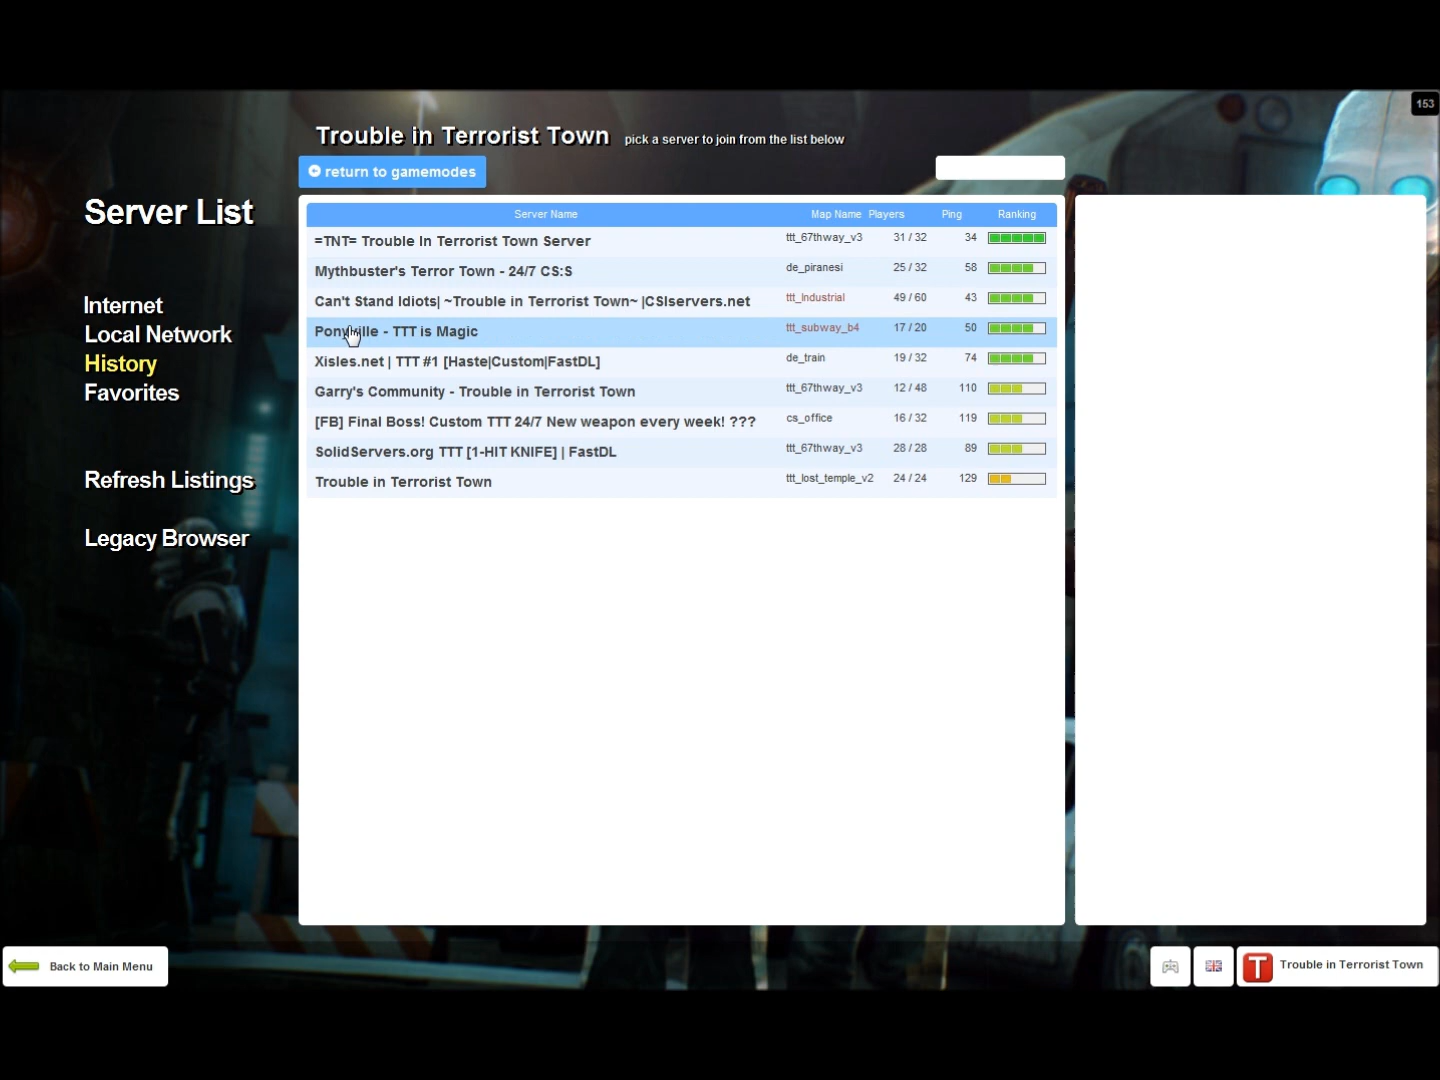 153
Trouble in Terrorist Town pick a server to join from the list below
return to gamemodes
Server List
Internet
Local Network
History
Favorites
Refresh Listings
Legacy Browser
Server Name Map Name Players Ping Ranking
=TNT= Trouble In Terrorist Town Server ttt_67thway_v3 31 / 32 34
Mythbuster's Terror Town - 24/7 CS:S de_piranesi 25 / 32 58
Can't Stand Idiots| ~Trouble in Terrorist Town~ |CSIservers.net ttt_Industrial 49 / 60 43
Ponyville - TTT is Magic ttt_subway_b4 17 / 20 50
Xisles.net | TTT #1 [Haste|Custom|FastDL] de_train 19 / 32 74
Garry's Community - Trouble in Terrorist Town ttt_67thway_v3 12 / 48 110
[FB] Final Boss! Custom TTT 24/7 New weapon every week! ??? cs_office 16 / 32 119
SolidServers.org TTT [1-HIT KNIFE] | FastDL ttt_67thway_v3 28 / 28 89
Trouble in Terrorist Town ttt_lost_temple_v2 24 / 24 129
Back to Main Menu
T Trouble in Terrorist Town